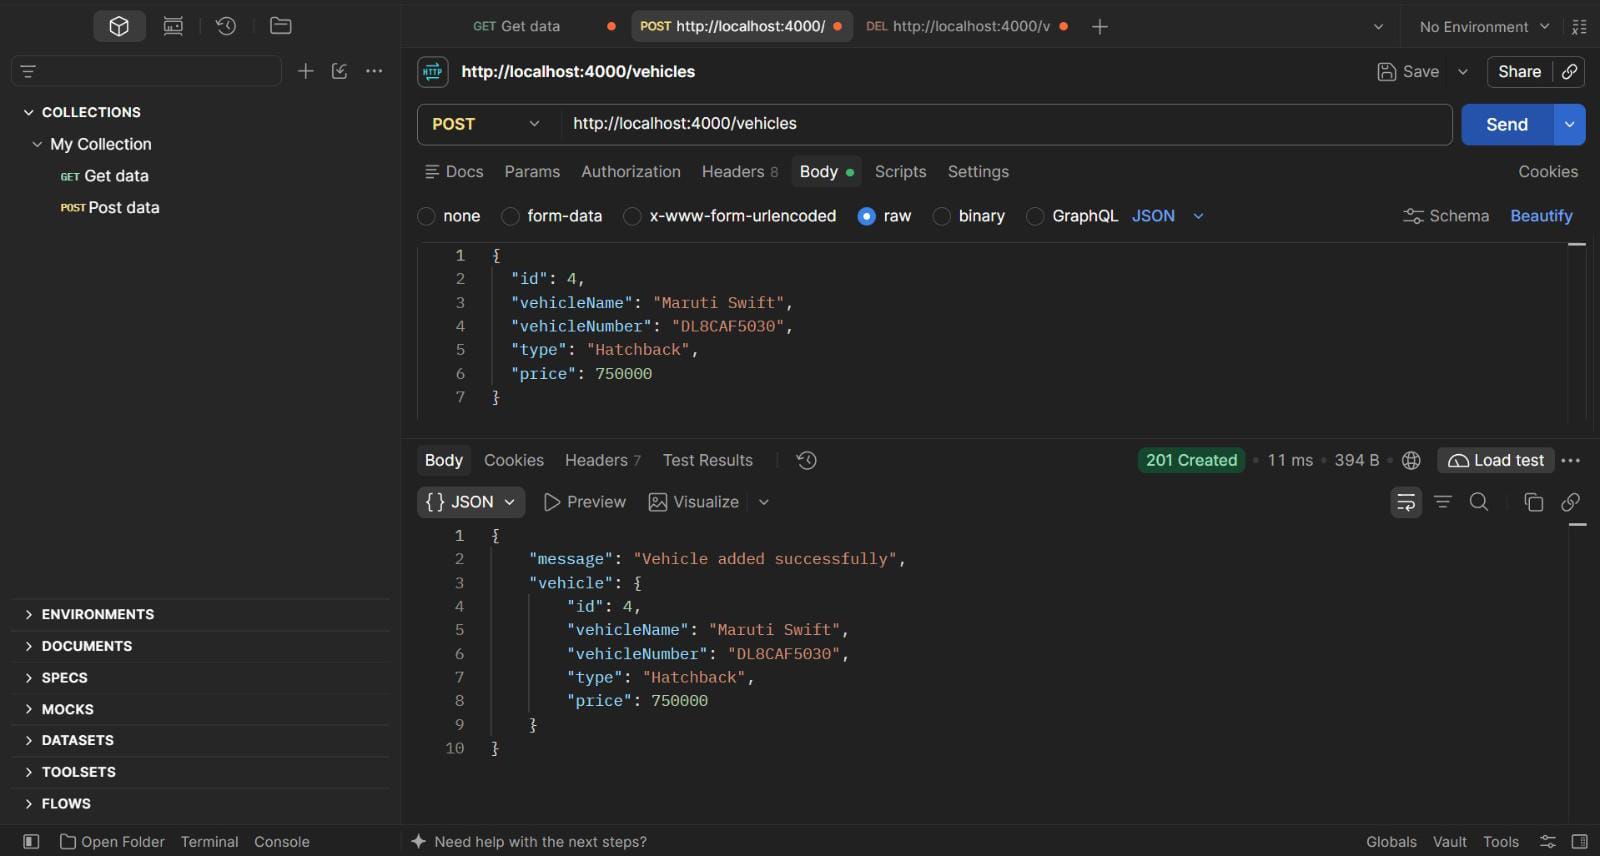 GET Get data
POST http://localhost:4000/
DEL http://localhost:4000/v
No Environment
HTTP http://localhost:4000/vehicles
Save
Share
COLLECTIONS
My Collection
GET Get data
POST Post data
POST http://localhost:4000/vehicles
Send
Docs Params Authorization Headers 8 Body Scripts Settings Cookies
none form-data x-www-form-urlencoded raw binary GraphQL JSON Schema Beautify
1 {
2 "id": 4,
3 "vehicleName": "Maruti Swift",
4 "vehicleNumber": "DL8CAF5030",
5 "type": "Hatchback",
6 "price": 750000
7 }
Body Cookies Headers 7 Test Results 201 Created 11 ms 394 B Load test
{} JSON Preview Visualize
1 {
2 "message": "Vehicle added successfully",
3 "vehicle": {
4 "id": 4,
5 "vehicleName": "Maruti Swift",
6 "vehicleNumber": "DL8CAF5030",
7 "type": "Hatchback",
8 "price": 750000
9 }
10 }
ENVIRONMENTS
DOCUMENTS
SPECS
MOCKS
DATASETS
TOOLSETS
FLOWS
Open Folder Terminal Console Need help with the next steps? Globals Vault Tools